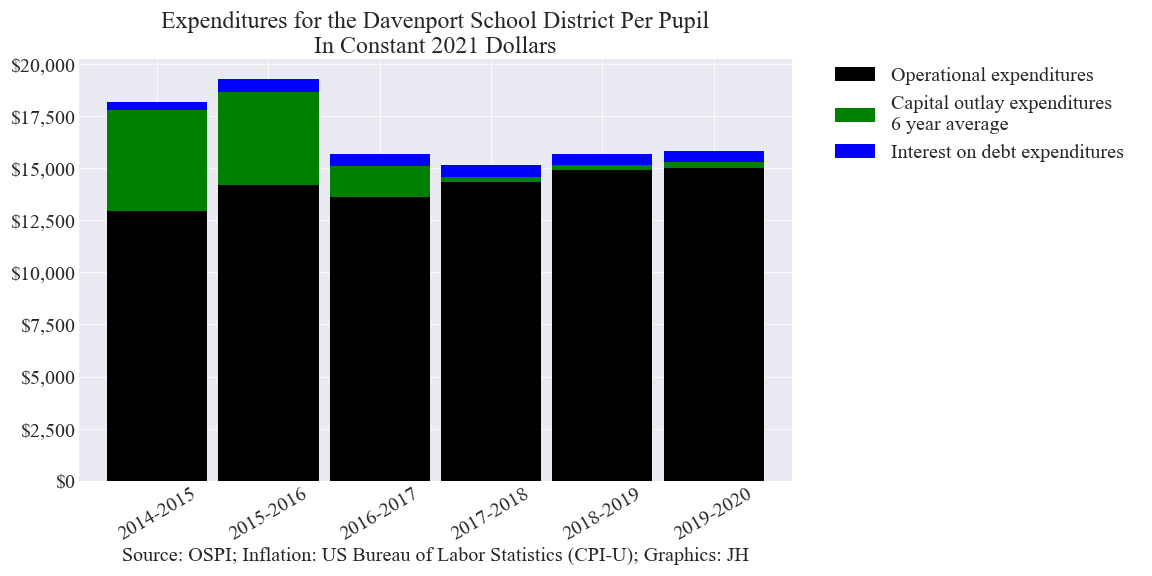 Expenditures for the Davenport School District Per Pupil
In Constant 2021 Dollars
$20,000
$17,500
$15,000
$12,500
$10,000
$7,500
$5,000
$2,500
$0
Operational expenditures
Capital outlay expenditures
6 year average
Interest on debt expenditures
2014-2015
2015-2016
2016-2017
2017-2018
2018-2019
2019-2020
Source: OSPI; Inflation: US Bureau of Labor Statistics (CPI-U); Graphics: JH